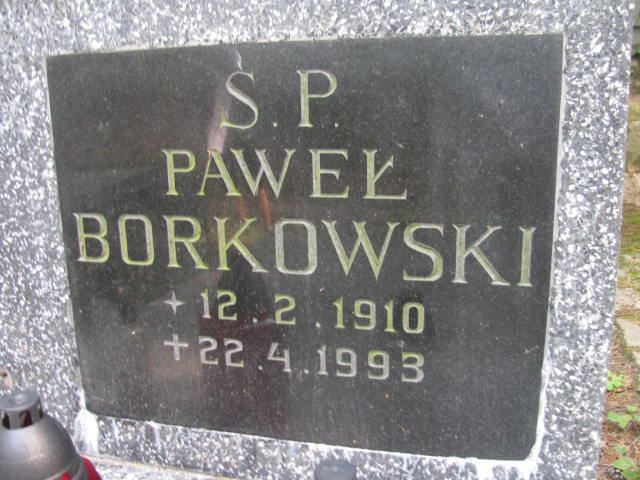 Ś.P.
PAWEŁ
BORKOWSKI
+ 12.2.1910
+ 22.4.1993